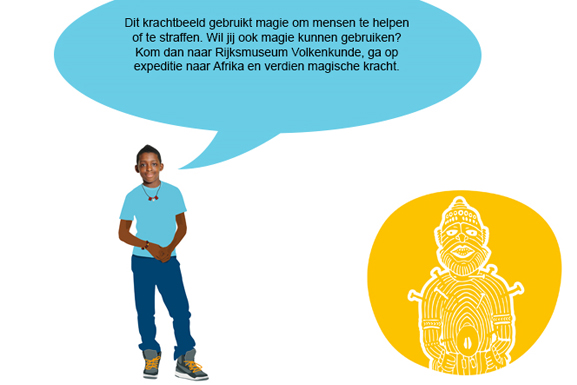 Dit krachtbeeld gebruikt magie om mensen te helpen
of te straffen. Wil jij ook magie kunnen gebruiken?
Kom dan naar Rijksmuseum Volkenkunde, ga op
expeditie naar Afrika en verdien magische kracht.